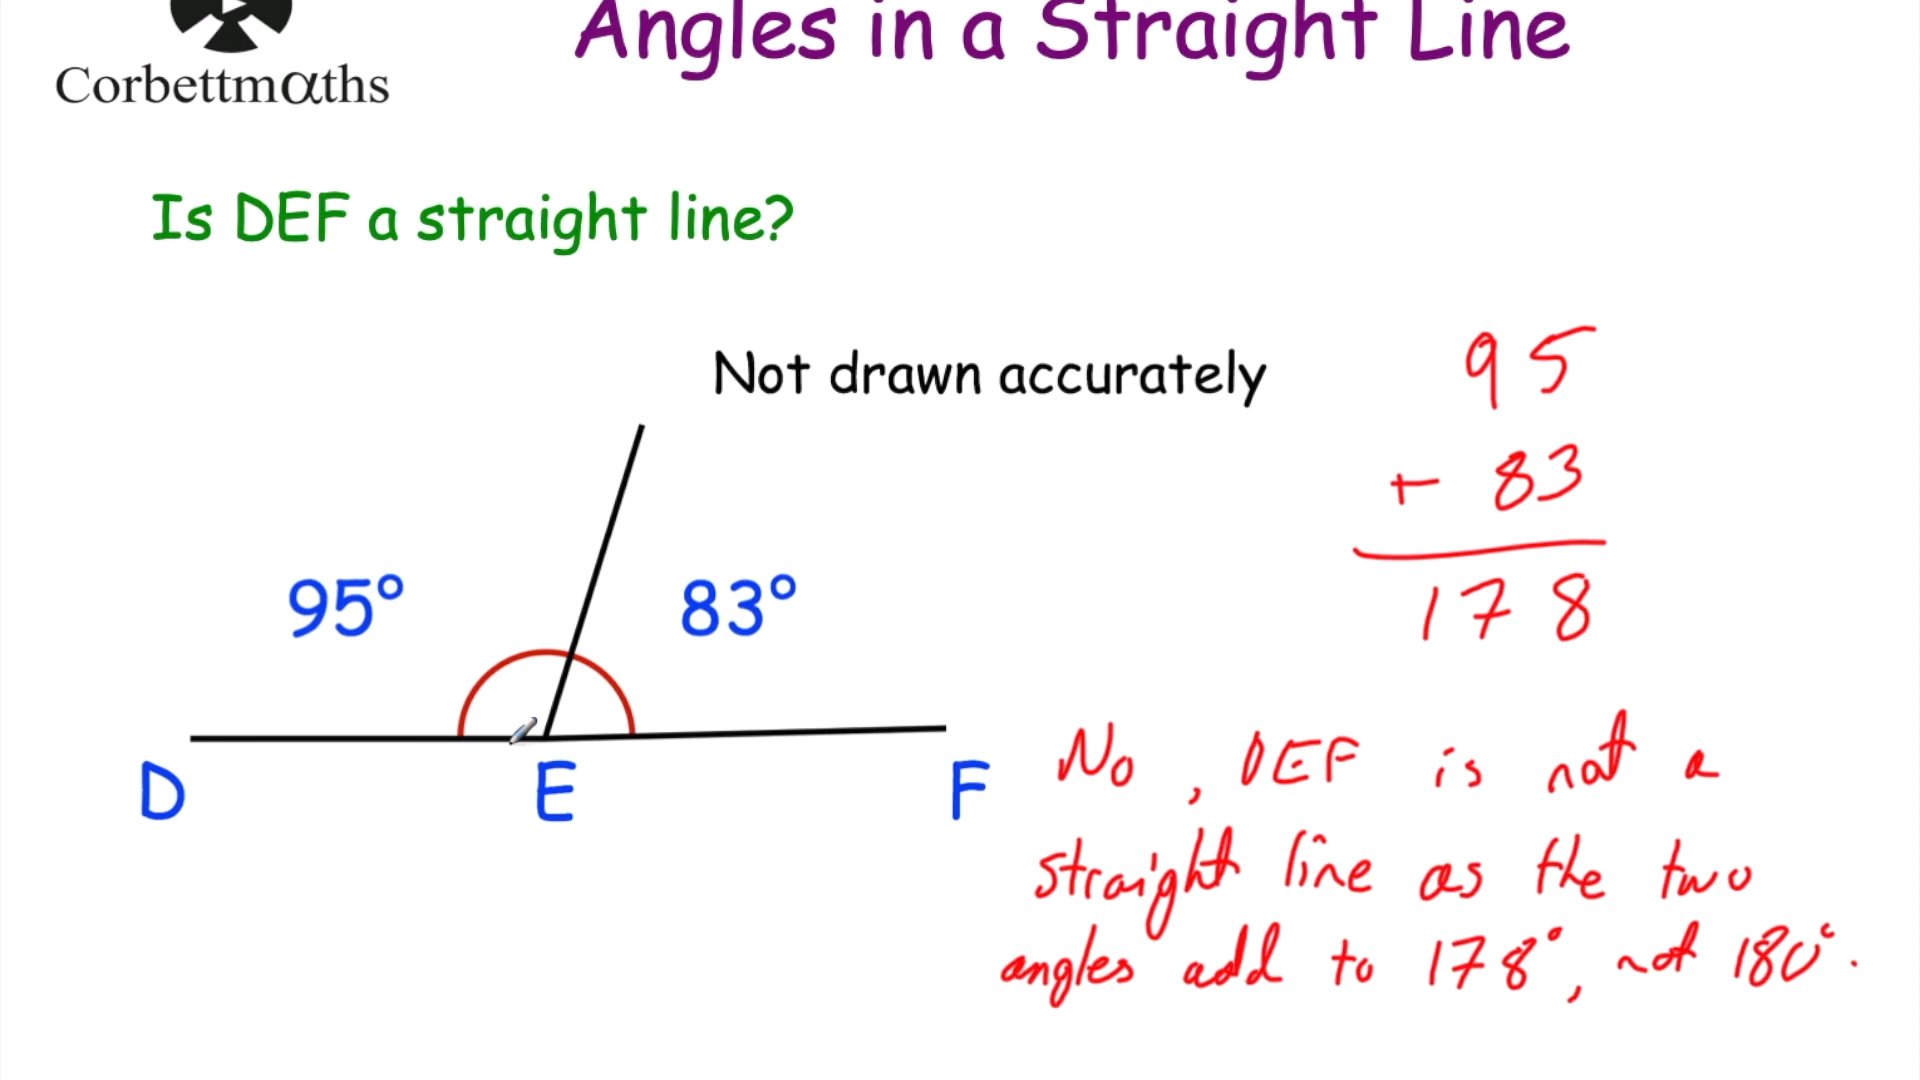 Angles in a Straight Line
Corbettmαths
Is DEF a straight line?
Not drawn accurately
95
+ 83
178
95°
83°
D
E
F
No, DEF is not a
straight line as the two
angles add to 178°, not 180°.